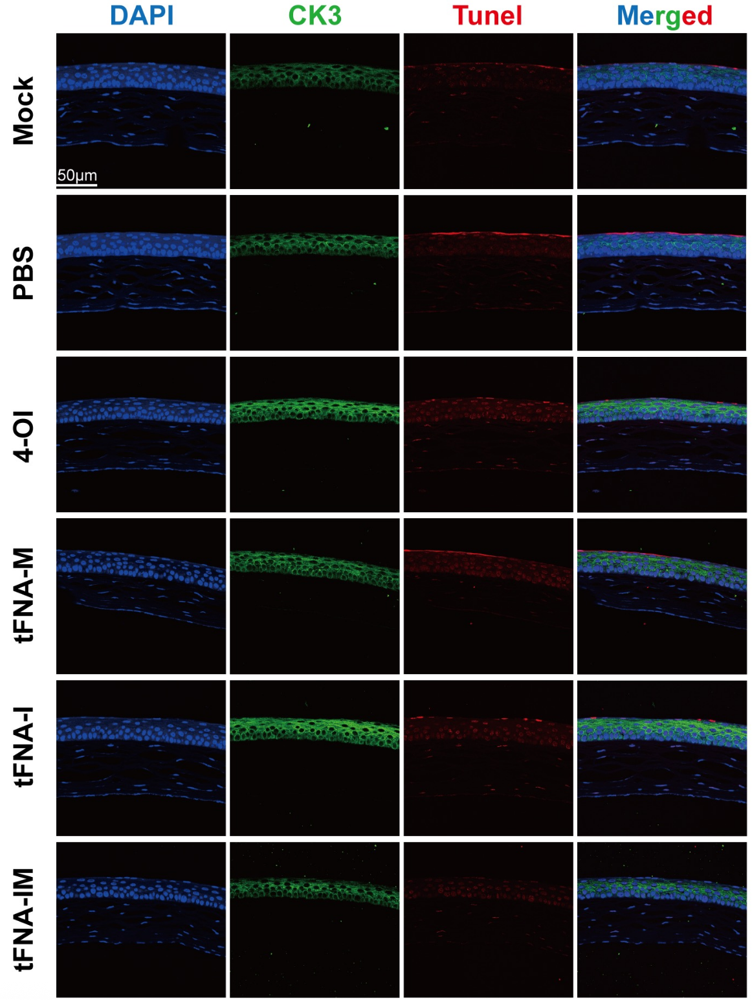 DAPI CK3 Tunel Merged
Mock
50μm
PBS
4-OI
tFNA-M
tFNA-I
tFNA-IM